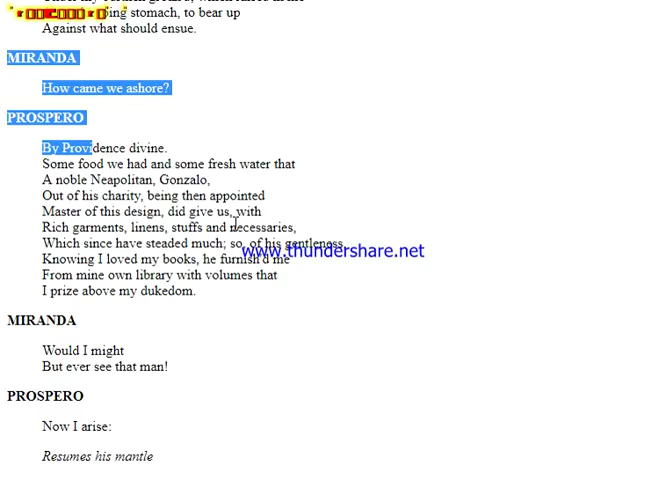 ing stomach, to bear up
Against what should ensue.
MIRANDA
How came we ashore?
PROSPERO
By Providence divine.
Some food we had and some fresh water that
A noble Neapolitan, Gonzalo,
Out of his charity, being then appointed
Master of this design, did give us, with
Rich garments, linens, stuffs and necessaries,
Which since have steaded much; so, of his gentleness,
Knowing I loved my books, he furnish'd me
www.thundershare.net
From mine own library with volumes that
I prize above my dukedom.
MIRANDA
Would I might
But ever see that man!
PROSPERO
Now I arise:
Resumes his mantle